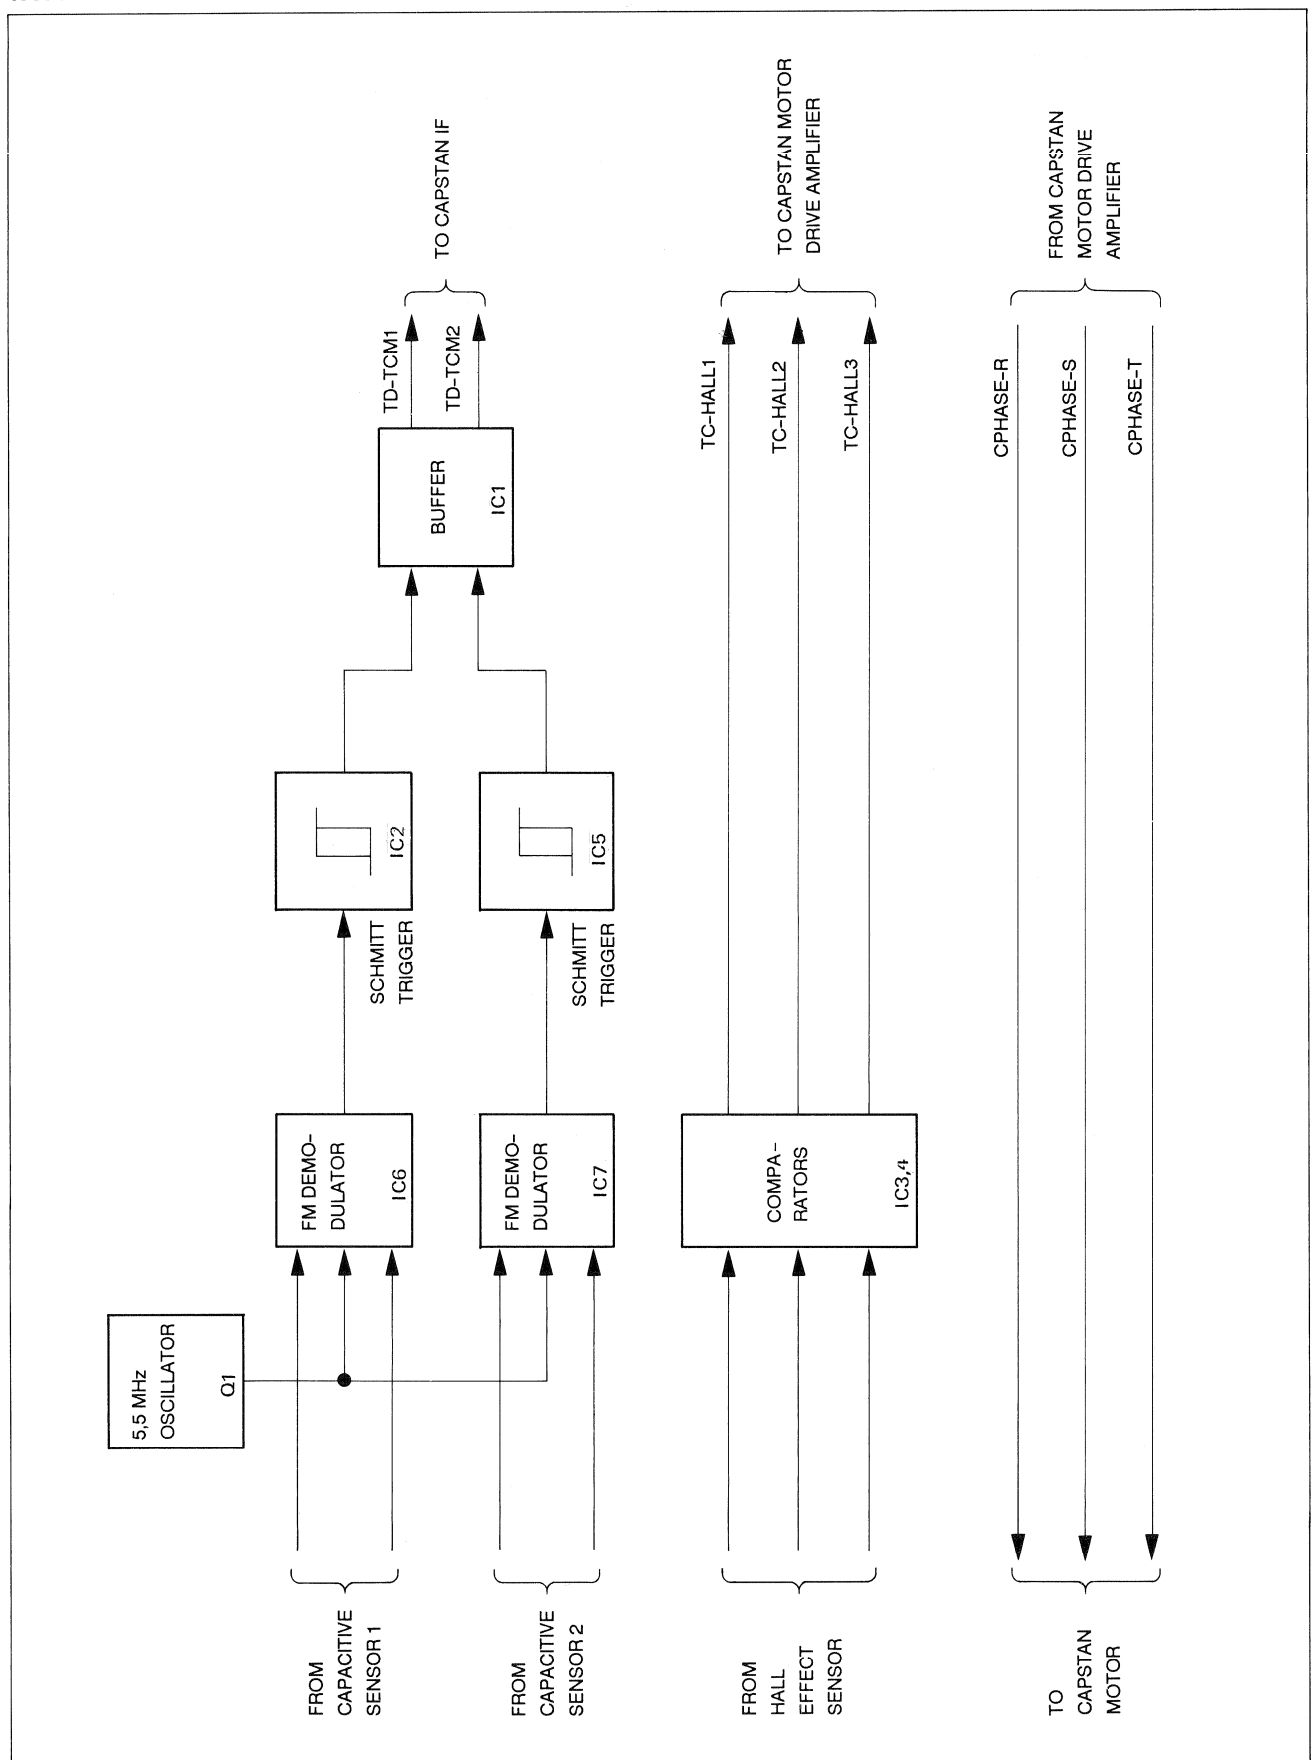 5,5 MHz
OSCILLATOR
Q1
FROM
CAPACITIVE
SENSOR 1
FM DEMO-
DULATOR
IC6
SCHMITT
TRIGGER
IC2
FROM
CAPACITIVE
SENSOR 2
FM DEMO-
DULATOR
IC7
SCHMITT
TRIGGER
IC5
BUFFER
IC1
TD-TCM1
TD-TCM2
TO CAPSTAN IF
FROM
HALL
EFFECT
SENSOR
COMPA-
RATORS
IC3,4
TC-HALL1
TC-HALL2
TC-HALL3
TO CAPSTAN MOTOR
DRIVE AMPLIFIER
TO
CAPSTAN
MOTOR
CPHASE-R
CPHASE-S
CPHASE-T
FROM CAPSTAN
MOTOR DRIVE
AMPLIFIER